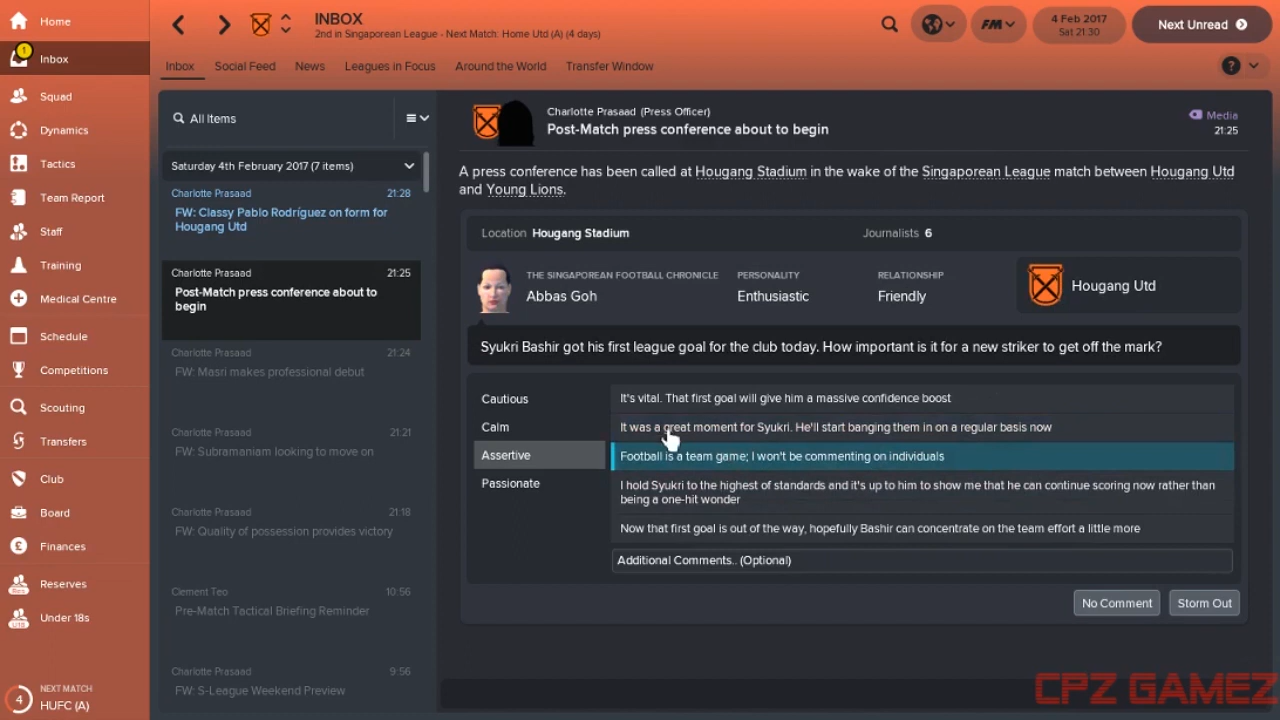 Home
Inbox
Squad
Dynamics
Tactics
Team Report
Staff
Training
Medical Centre
Schedule
Competitions
Scouting
Transfers
Club
Board
Finances
Reserves
Under 18s
4
NEXT MATCH
HUFC (A)
INBOX
2nd in Singaporean League - Next Match. Home Utd (A) (4 days)
FM
4 Feb 2017
Sat 21:30
Next Unread
Inbox
Social Feed
News
Leagues in Focus
Around the World
Transfer Window
?
All Items
Saturday 4th February 2017 (7 items)
Charlotte Prasaad 21:28
FW: Classy Pablo Rodríguez on form for
Hougang Utd
Charlotte Prasaad 21:25
Post-Match press conference about to
begin
Charlotte Prasaad 21:24
FW: Masri makes professional debut
Charlotte Prasaad 21:21
FW: Subramaniam looking to move on
Charlotte Prasaad 21:18
FW: Quality of possession provides victory
Clement Teo 10:56
Pre-Match Tactical Briefing Reminder
Charlotte Prasaad 9:56
FW: S-League Weekend Preview
Charlotte Prasaad (Press Officer)
Post-Match press conference about to begin
Media
21:25
A press conference has been called at Hougang Stadium in the wake of the Singaporean League match between Hougang Utd
and Young Lions.
Location Hougang Stadium
Journalists 6
THE SINGAPOREAN FOOTBALL CHRONICLE
Abbas Goh
PERSONALITY
Enthusiastic
RELATIONSHIP
Friendly
Hougang Utd
Syukri Bashir got his first league goal for the club today. How important is it for a new striker to get off the mark?
Cautious
Calm
Assertive
Passionate
It's vital. That first goal will give him a massive confidence boost
It was a great moment for Syukri. He'll start banging them in on a regular basis now
Football is a team game; I won't be commenting on individuals
I hold Syukri to the highest of standards and it's up to him to show me that he can continue scoring now rather than
being a one-hit wonder
Now that first goal is out of the way, hopefully Bashir can concentrate on the team effort a little more
Additional Comments.. (Optional)
No Comment
Storm Out
CPZ GAMEZ